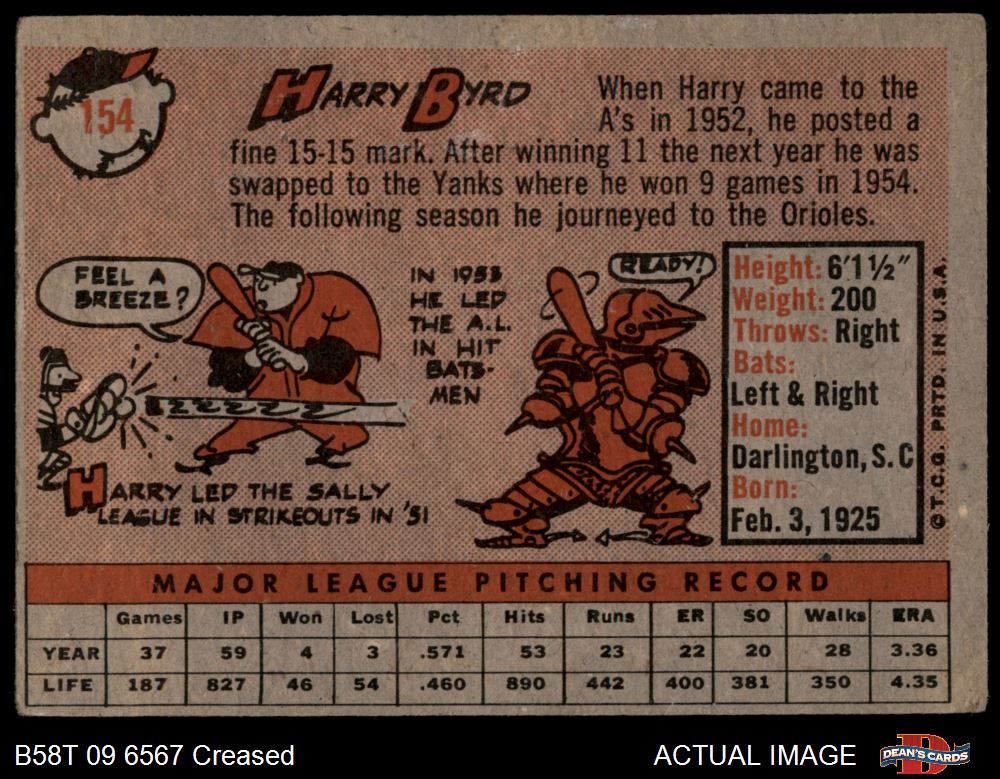 154
HARRY BYRD
When Harry came to the
A's in 1952, he posted a
fine 15-15 mark. After winning 11 the next year he was
swapped to the Yanks where he won 9 games in 1954.
The following season he journeyed to the Orioles.
FEEL A
BREEZE?
HARRY LED THE SALLY
LEAGUE IN STRIKEOUTS IN '51
IN 1953
HE LED
THE A.L.
IN HIT
BATS-
MEN
READY!
Height: 6'1½"
Weight: 200
Throws: Right
Bats:
Left & Right
Home:
Darlington, S. C
Born:
Feb. 3, 1925
© T.C.G. PRTD. IN U.S.A.
MAJOR LEAGUE PITCHING RECORD
Games IP Won Lost Pct Hits Runs ER SO Walks ERA
YEAR 37 59 4 3 .571 53 23 22 20 28 3.36
LIFE 187 827 46 54 .460 890 442 400 381 350 4.35
B58T 09 6567 Creased
ACTUAL IMAGE
DEAN'S CARDS